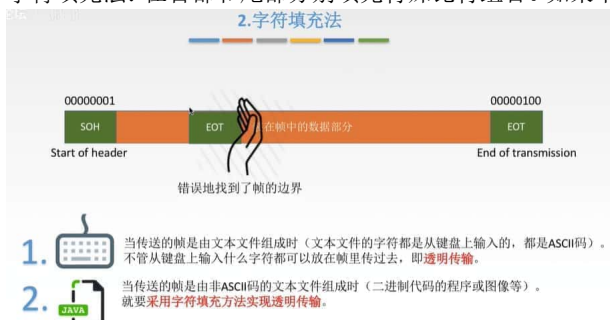 2.字符填充法
00000001
00000100
SOH
EOT
在帧中的数据部分
EOT
Start of header
End of transmission
错误地找到了帧的边界
1.
当传送的帧是由文本文件组成时（文本文件的字符都是从键盘上输入的，都是ASCII码）。
不管从键盘上输入什么字符都可以放在帧里传过去，即透明传输。
2.
JAVA
当传送的帧是由非ASCII码的文本文件组成时（二进制代码的程序或图像等）。
就要采用字符填充方法实现透明传输。